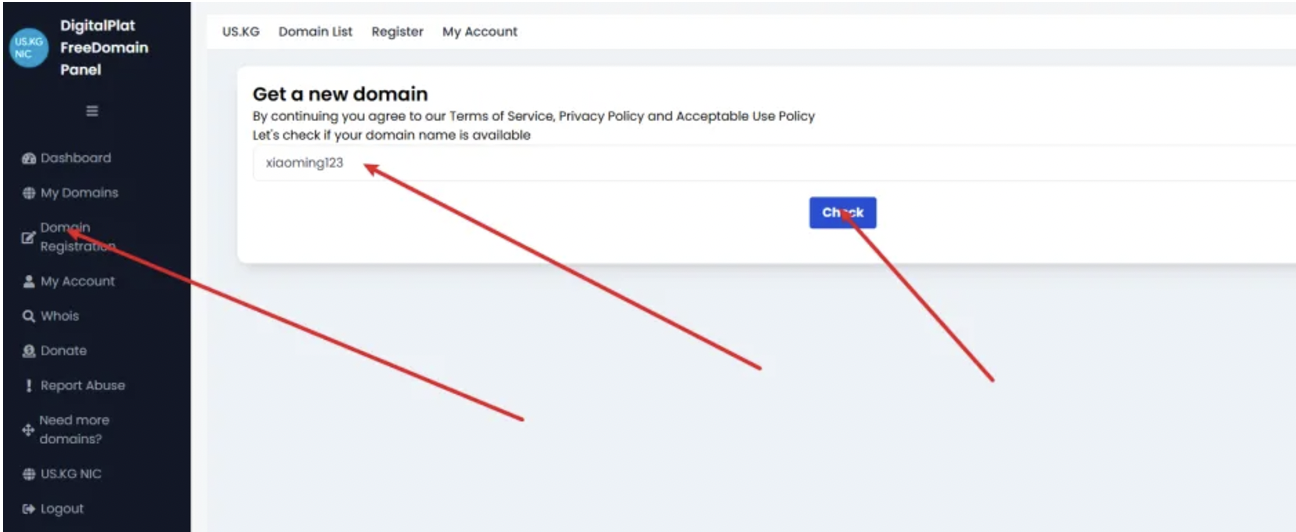 DigitalPlat
FreeDomain
Panel
US.KG
NIC
Dashboard
My Domains
Domain
Registration
My Account
Whois
Donate
Report Abuse
Need more
domains?
US.KG NIC
Logout
US.KG Domain List Register My Account
Get a new domain
By continuing you agree to our Terms of Service, Privacy Policy and Acceptable Use Policy
Let's check if your domain name is available
xiaoming123
Check